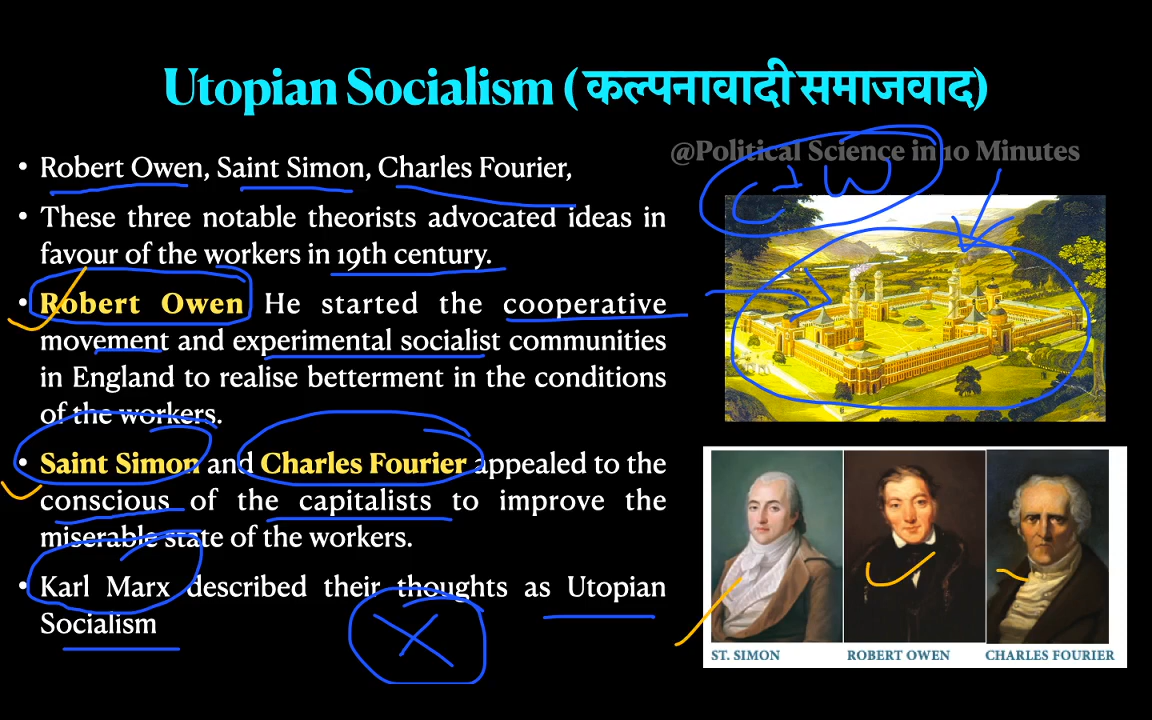 Utopian Socialism (कल्पनावादी समाजवाद)
@Political Science in 10 Minutes
• Robert Owen, Saint Simon, Charles Fourier,
• These three notable theorists advocated ideas in
favour of the workers in 19th century.
• Robert Owen He started the cooperative
movement and experimental socialist communities
in England to realise betterment in the conditions
of the workers.
• Saint Simon and Charles Fourier appealed to the
conscious of the capitalists to improve the
miserable state of the workers.
• Karl Marx described their thoughts as Utopian
Socialism
ST. SIMON
ROBERT OWEN
CHARLES FOURIER